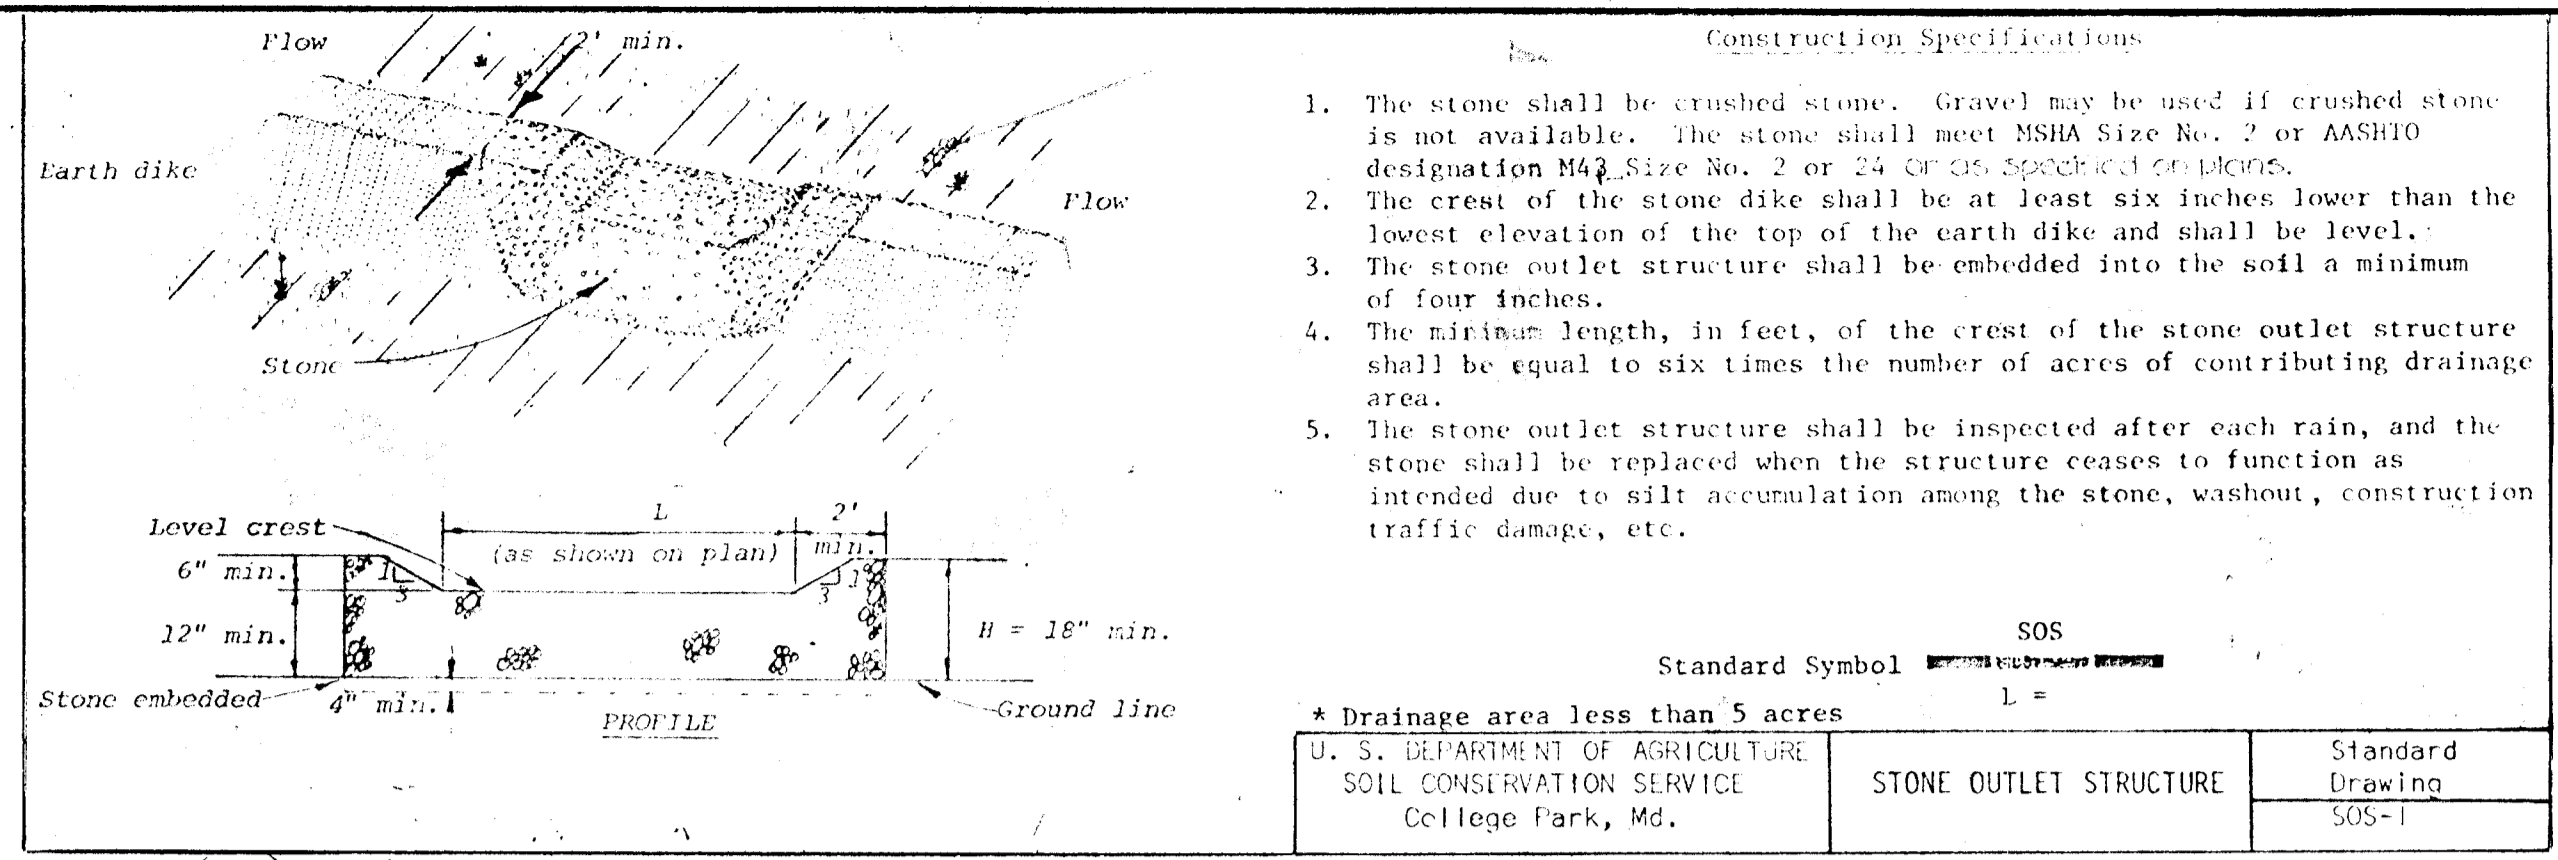 Flow
2' min.
Earth dike
Flow
Stone
Level crest
L
2'
(as shown on plan)
min.
6" min.
1
3
1
3
12" min.
H = 18" min.
Stone embedded
4" min.
PROFILE
Ground line
Construction Specifications
1. The stone shall be crushed stone. Gravel may be used if crushed stone
is not available. The stone shall meet MSHA Size No. 2 or AASHTO
designation M43 Size No. 2 or 24 or as specified on plans.
2. The crest of the stone dike shall be at least six inches lower than the
lowest elevation of the top of the earth dike and shall be level.
3. The stone outlet structure shall be embedded into the soil a minimum
of four inches.
4. The minimum length, in feet, of the crest of the stone outlet structure
shall be equal to six times the number of acres of contributing drainage
area.
5. The stone outlet structure shall be inspected after each rain, and the
stone shall be replaced when the structure ceases to function as
intended due to silt accumulation among the stone, washout, construction
traffic damage, etc.
SOS
Standard Symbol
L =
* Drainage area less than 5 acres
U. S. DEPARTMENT OF AGRICULTURE
SOIL CONSERVATION SERVICE
College Park, Md.
STONE OUTLET STRUCTURE
Standard
Drawing
SOS-1